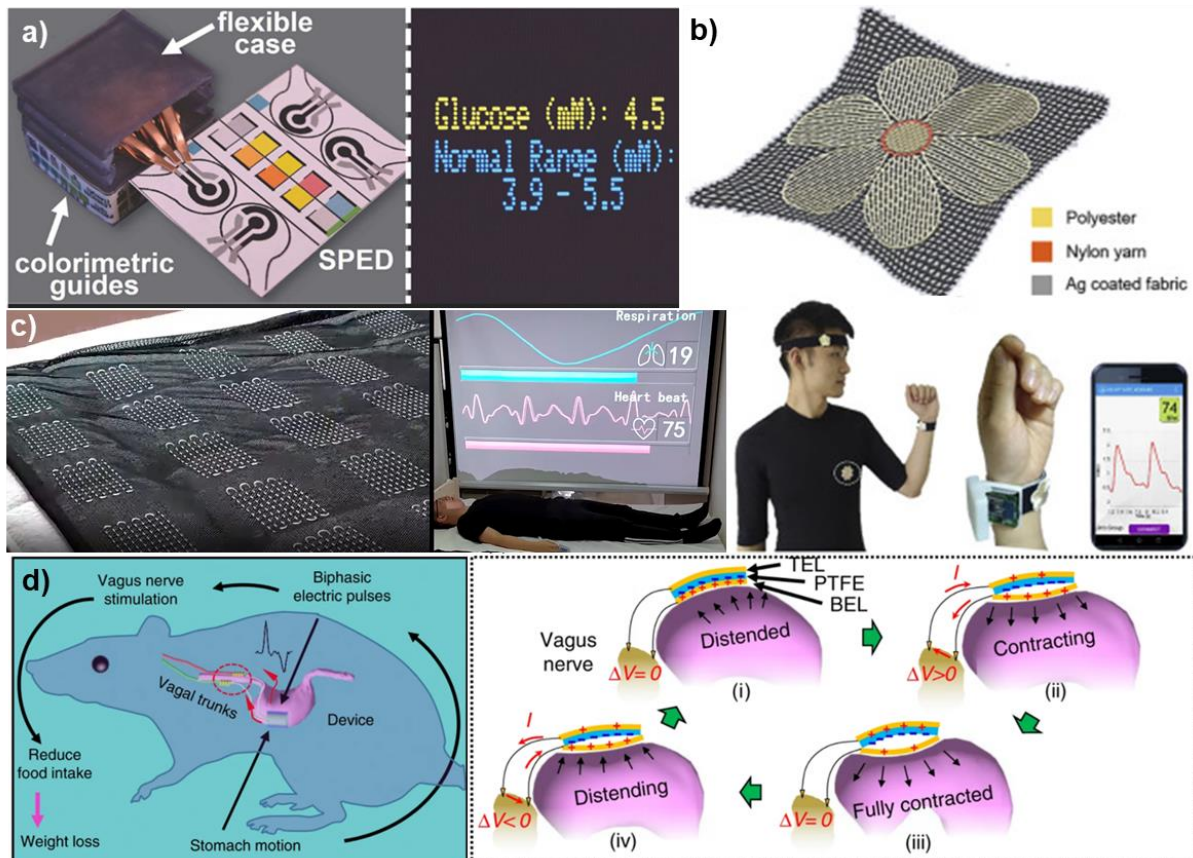 a)
flexible
case
colorimetric
guides
SPED
Glucose (mM): 4.5
Normal Range (mM):
3.9 - 5.5
b)
Polyester
Nylon yarn
Ag coated fabric
c)
Respiration
19
Heart beat
75
74
d)
Vagus nerve
stimulation
Biphasic
electric pulses
Vagal trunks
Device
Reduce
food intake
Weight loss
Stomach motion
TEL
PTFE
BEL
Vagus
nerve
Distended
ΔV= 0
(i)
I
Contracting
ΔV>0
(ii)
I
Distending
ΔV< 0
(iv)
Fully contracted
ΔV= 0
(iii)